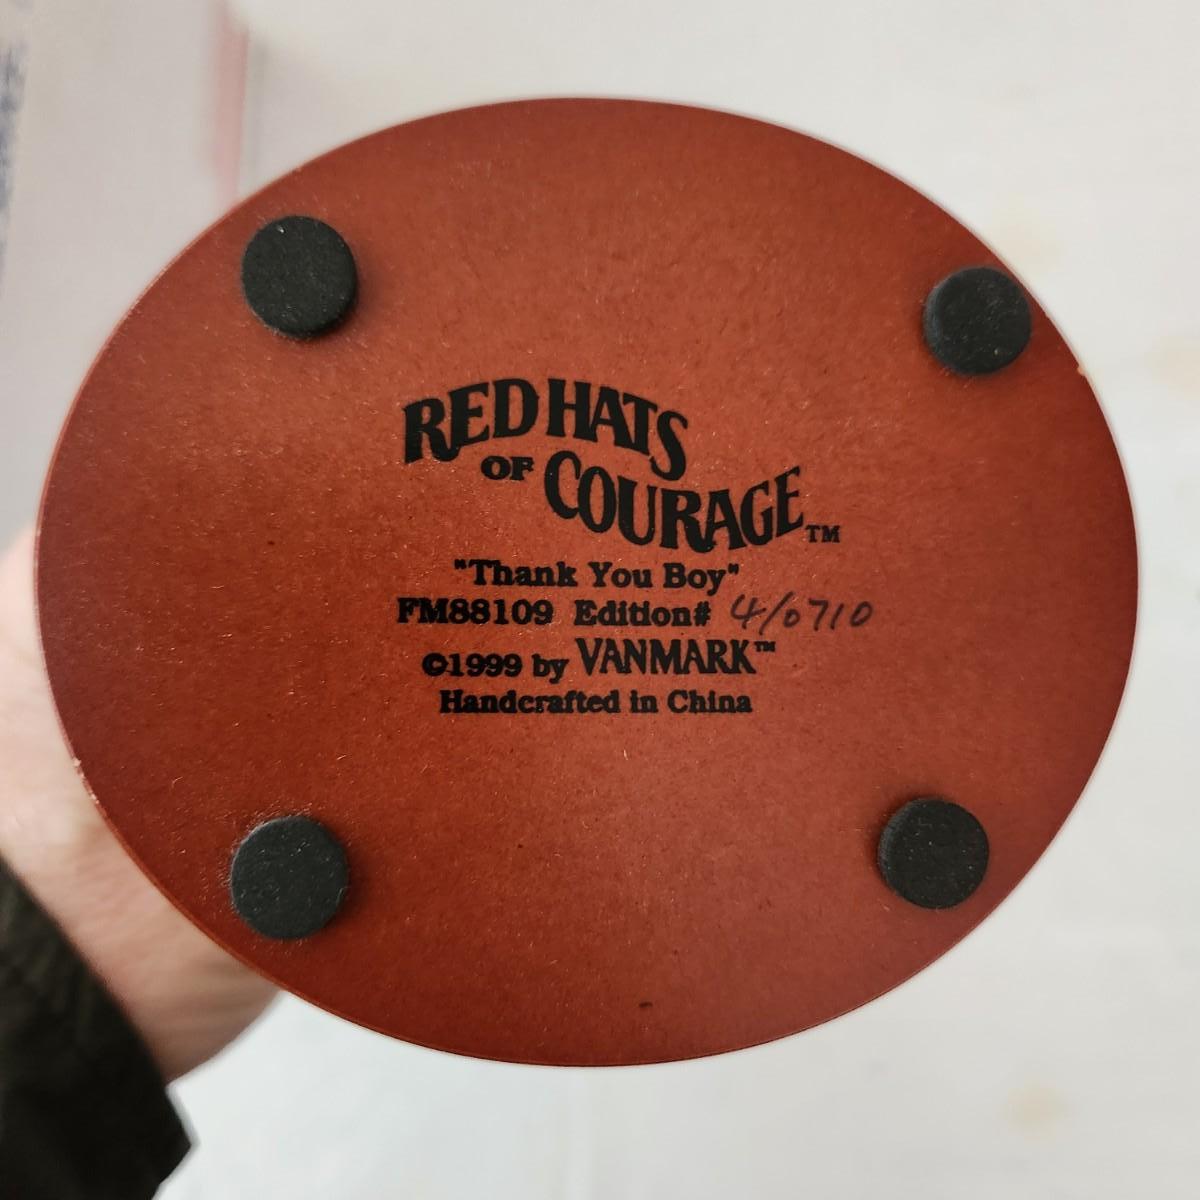 RED HATS
OF COURAGE™
"Thank You Boy"
FM88109 Edition# 4/0710
©1999 by VANMARK™
Handcrafted in China